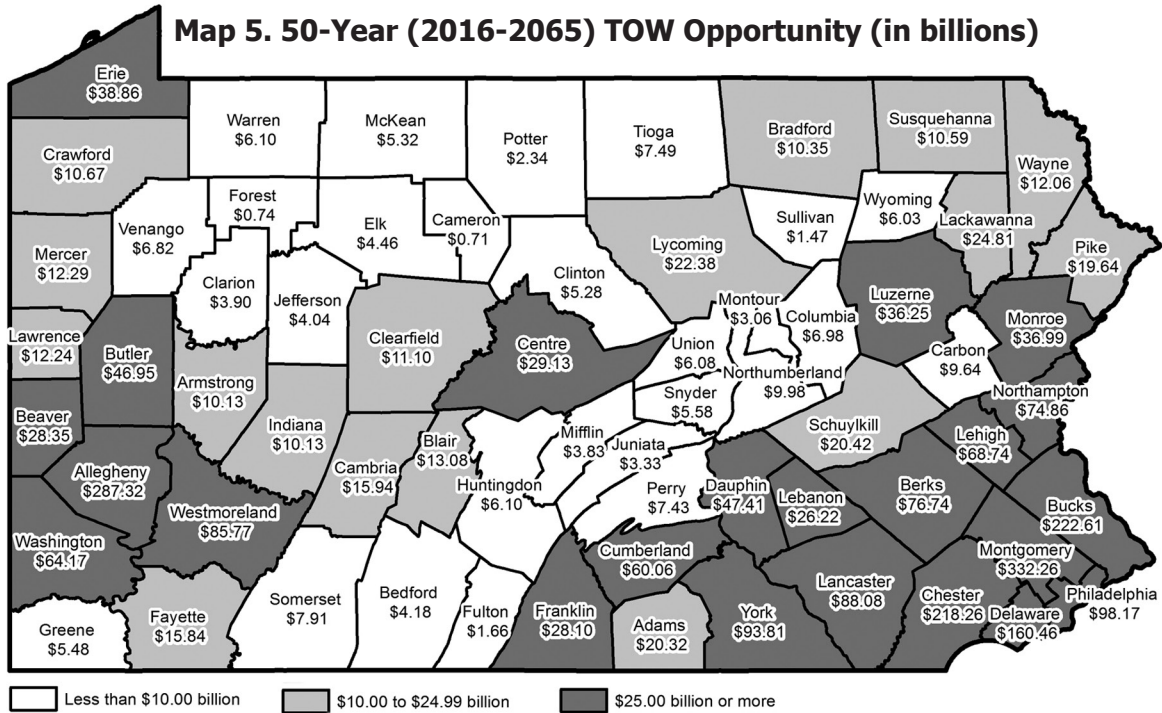 Map 5. 50-Year (2016-2065) TOW Opportunity (in billions)
Erie
$38.86
Warren
$6.10
McKean
$5.32
Potter
$2.34
Tioga
$7.49
Bradford
$10.35
Susquehanna
$10.59
Wayne
$12.06
Crawford
$10.67
Forest
$0.74
Venango
$6.82
Elk
$4.46
Cameron
$0.71
Sullivan
$1.47
Wyoming
$6.03
Lackawanna
$24.81
Pike
$19.64
Mercer
$12.29
Clarion
$3.90
Jefferson
$4.04
Clinton
$5.28
Lycoming
$22.38
Luzerne
$36.25
Monroe
$36.99
Lawrence
$12.24
Butler
$46.95
Armstrong
$10.13
Clearfield
$11.10
Centre
$29.13
Montour
$3.06
Columbia
$6.98
Union
$6.08
Northumberland
$9.98
Snyder
$5.58
Carbon
$9.64
Northampton
$74.86
Beaver
$28.35
Indiana
$10.13
Cambria
$15.94
Blair
$13.08
Mifflin
$3.83
Juniata
$3.33
Schuylkill
$20.42
Lehigh
$68.74
Allegheny
$287.32
Westmoreland
$85.77
Huntingdon
$6.10
Perry
$7.43
Dauphin
$47.41
Lebanon
$26.22
Berks
$76.74
Bucks
$222.61
Washington
$64.17
Cumberland
$60.06
Montgomery
$332.26
Greene
$5.48
Fayette
$15.84
Somerset
$7.91
Bedford
$4.18
Fulton
$1.66
Franklin
$28.10
Adams
$20.32
York
$93.81
Lancaster
$88.08
Chester
$218.26
Delaware
$160.46
Philadelphia
$98.17
Less than $10.00 billion
$10.00 to $24.99 billion
$25.00 billion or more